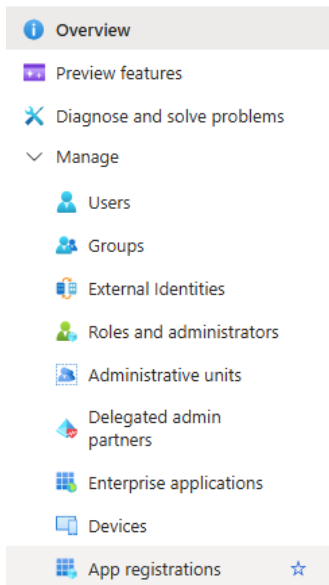 Overview
Preview features
Diagnose and solve problems
Manage
Users
Groups
External Identities
Roles and administrators
Administrative units
Delegated admin
partners
Enterprise applications
Devices
App registrations